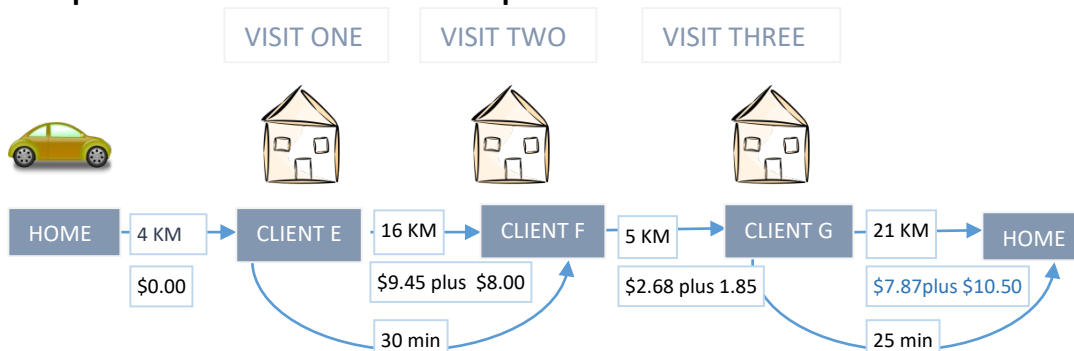 VISIT ONE
VISIT TWO
VISIT THREE
HOME
4 KM
CLIENT E
16 KM
CLIENT F
5 KM
CLIENT G
21 KM
HOME
$0.00
$9.45 plus $8.00
$2.68 plus 1.85
$7.87plus $10.50
30 min
25 min